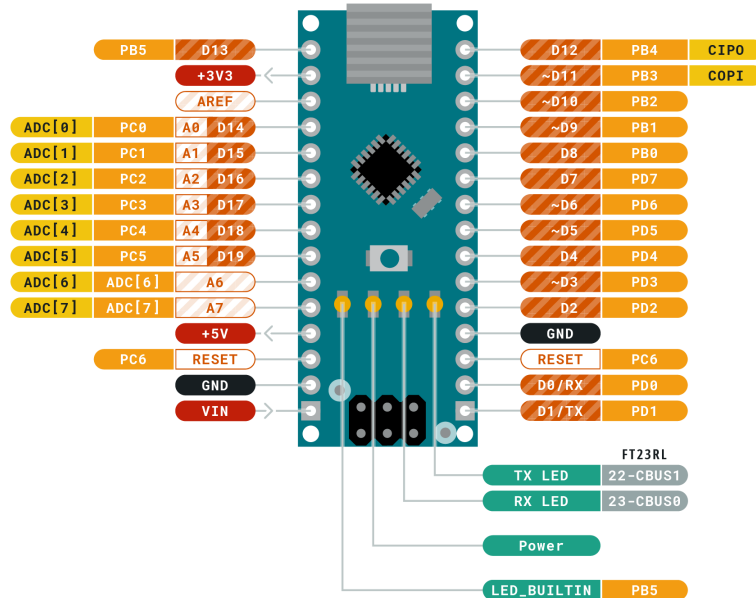 PB5 D13 D12 PB4 CIPO
+3V3 ~D11 PB3 COPI
AREF ~D10 PB2
ADC[0] PC0 A0 D14 ~D9 PB1
ADC[1] PC1 A1 D15 D8 PB0
ADC[2] PC2 A2 D16 D7 PD7
ADC[3] PC3 A3 D17 ~D6 PD6
ADC[4] PC4 A4 D18 ~D5 PD5
ADC[5] PC5 A5 D19 D4 PD4
ADC[6] ADC[6] A6 ~D3 PD3
ADC[7] ADC[7] A7 D2 PD2
+5V GND
PC6 RESET RESET PC6
GND D0/RX PD0
VIN D1/TX PD1
FT23RL
TX LED 22-CBUS1
RX LED 23-CBUS0
Power
LED_BUILTIN PB5